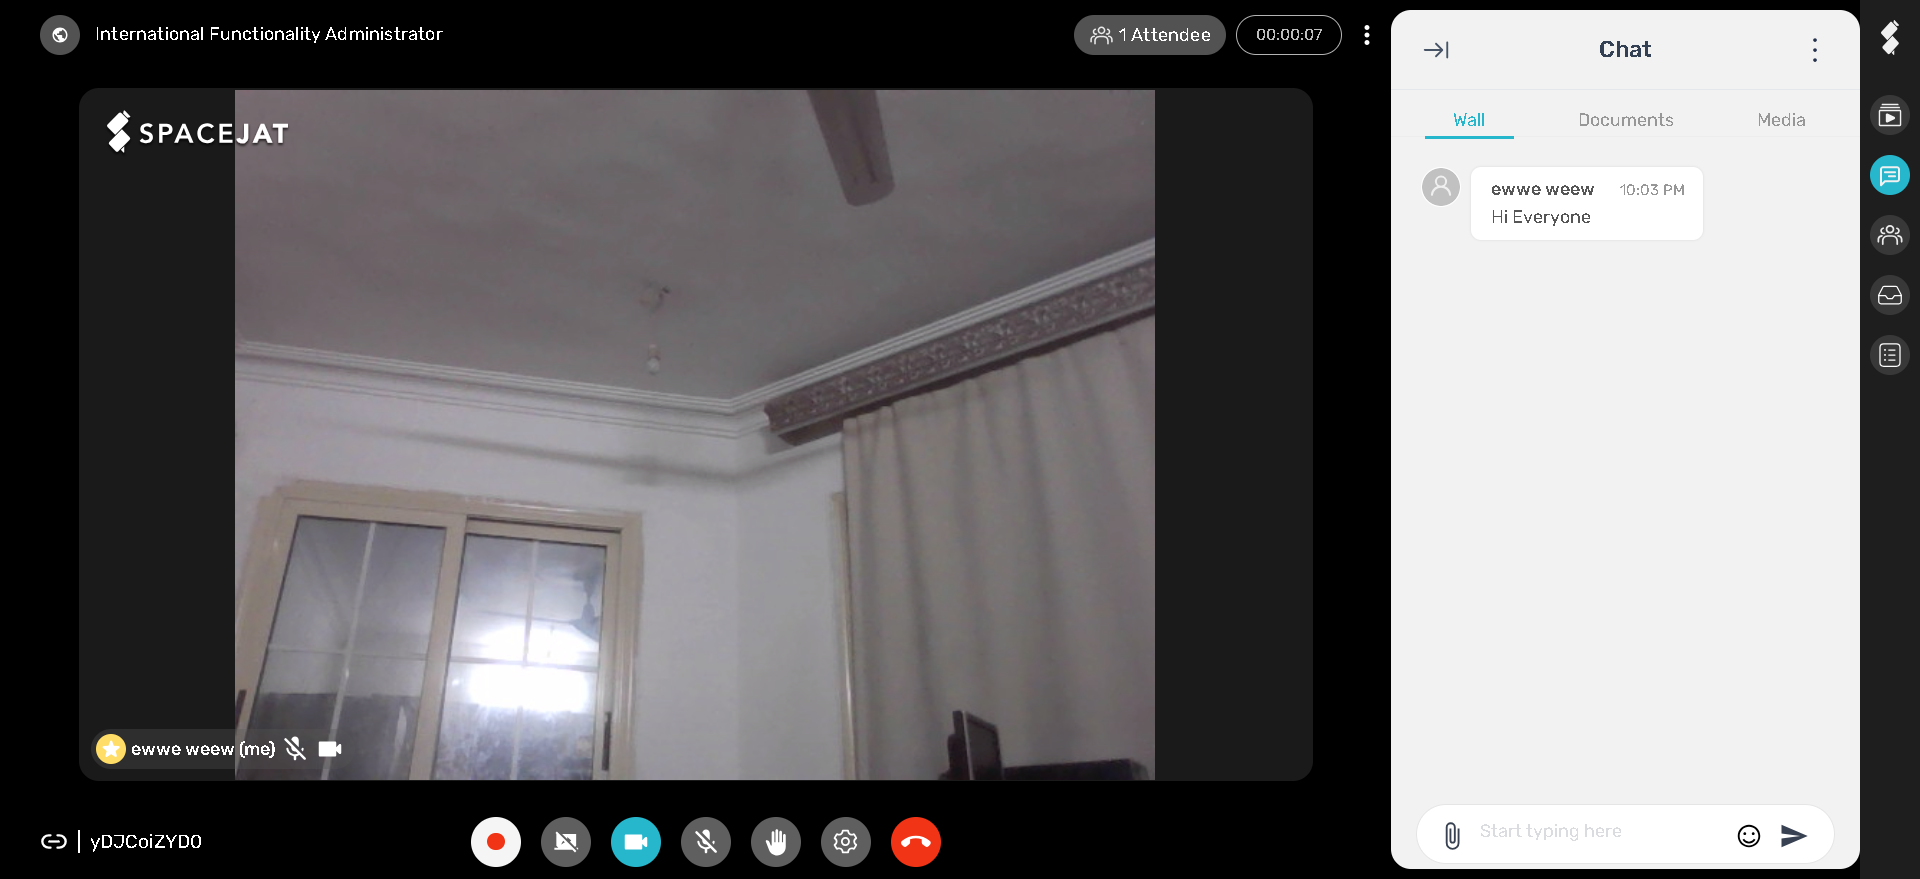 International Functionality Administrator
1 Attendee
00:00:07
SPACEJAT
ewwe weew (me)
yDJCoiZYD0
Chat
Wall
Documents
Media
ewwe weew 10:03 PM
Hi Everyone
Start typing here